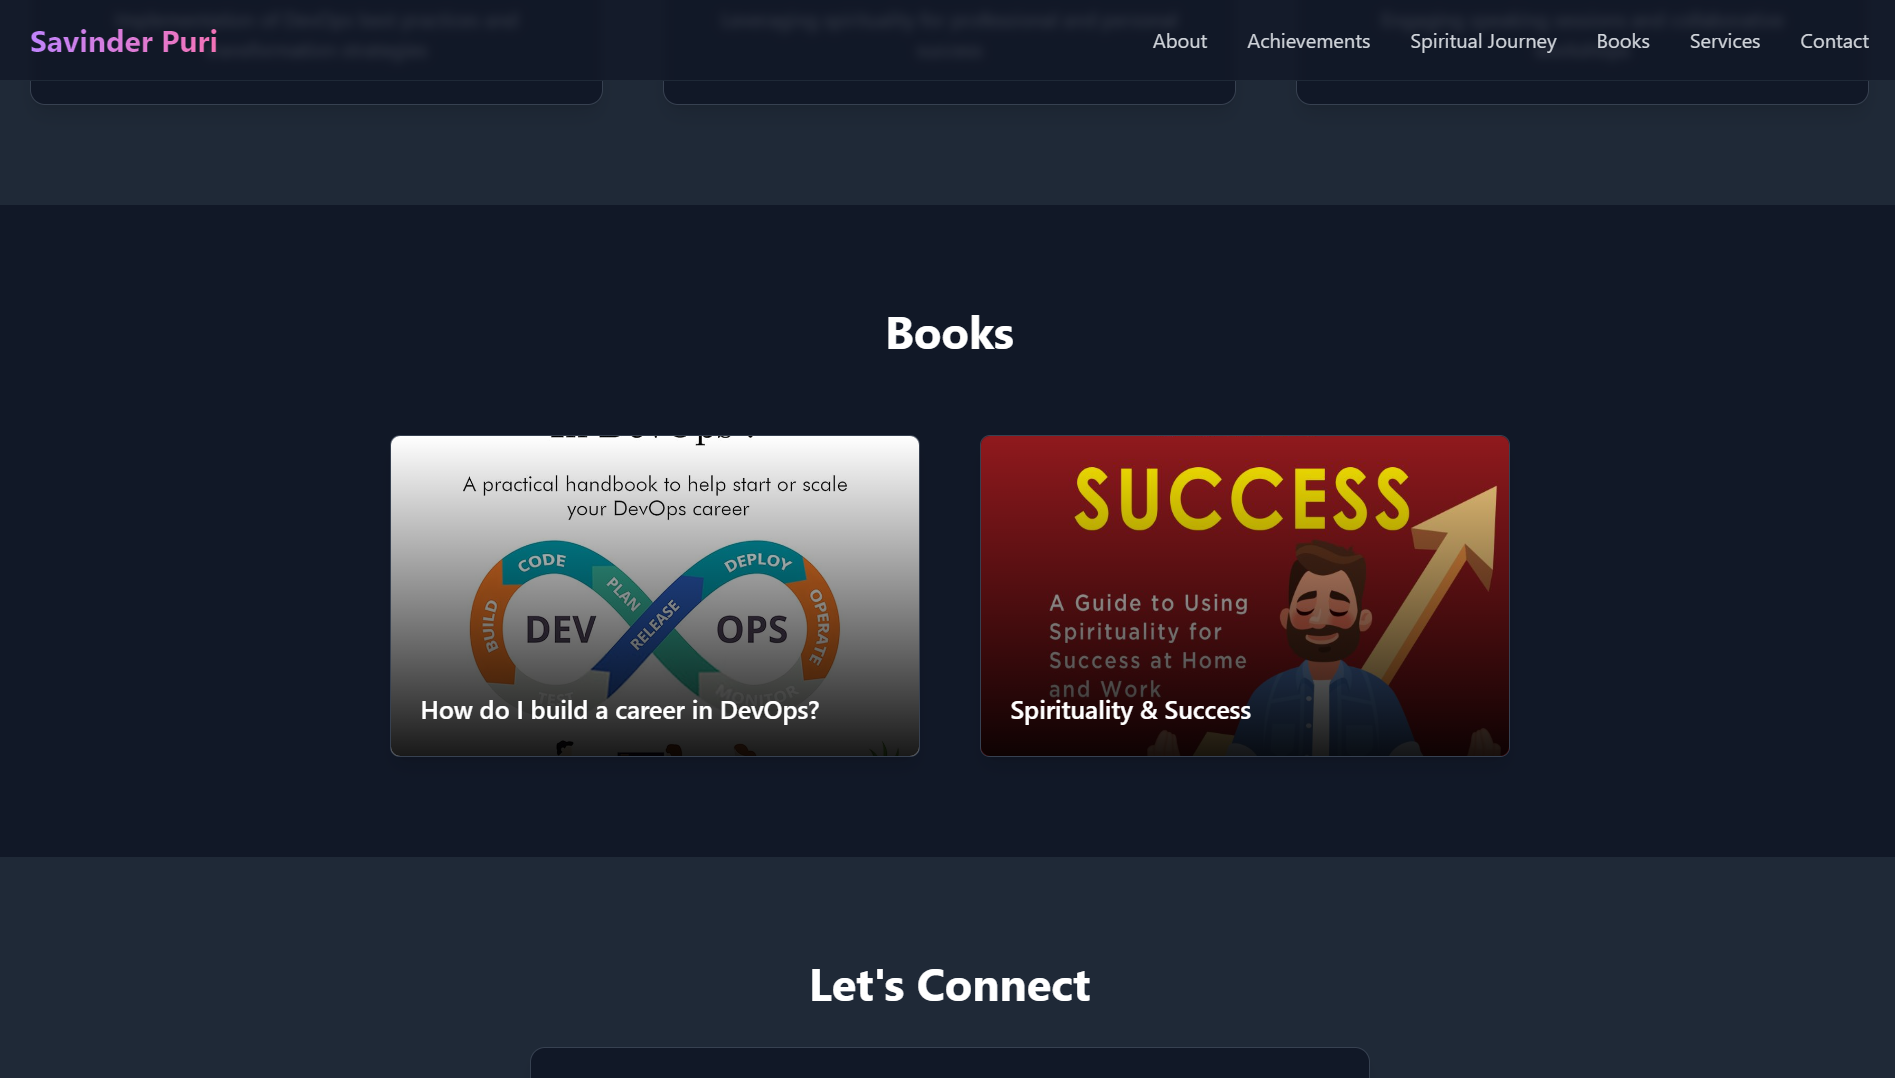 Savinder Puri
About
Achievements
Spiritual Journey
Books
Services
Contact
Books
in DevOps?
A practical handbook to help start or scale
your DevOps career
CODE
DEPLOY
PLAN
BUILD
DEV
RELEASE
OPS
OPERATE
TEST
MONITOR
How do I build a career in DevOps?
SUCCESS
A Guide to Using
Spirituality for
Success at Home
and Work
Spirituality & Success
Let's Connect